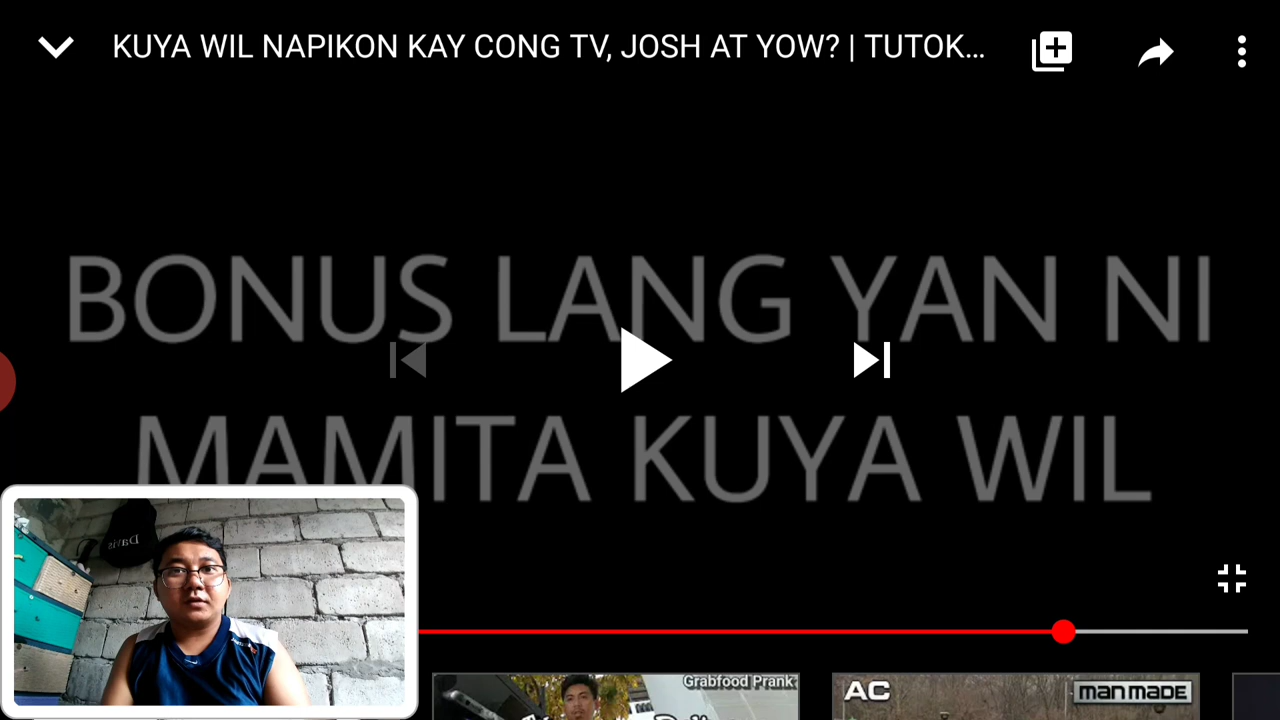 KUYA WIL NAPIKON KAY CONG TV, JOSH AT YOW? | TUTOK...
BONUS LANG YAN NI
MAMITA KUYA WIL
Davis
Grabfood Prank
AC
MAN MADE